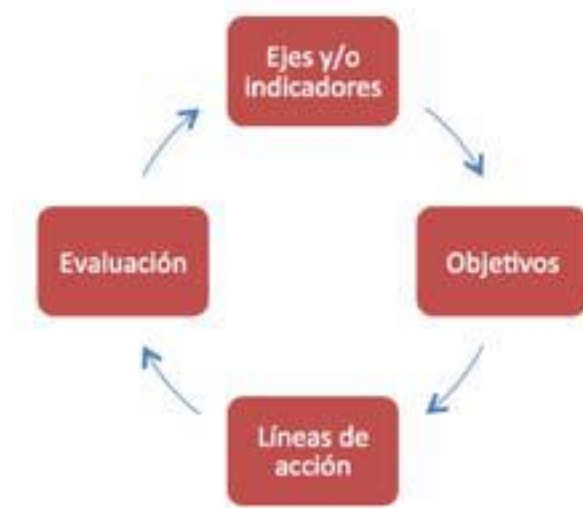 Ejes y/o
indicadores
Evaluación
Objetivos
Líneas de
acción